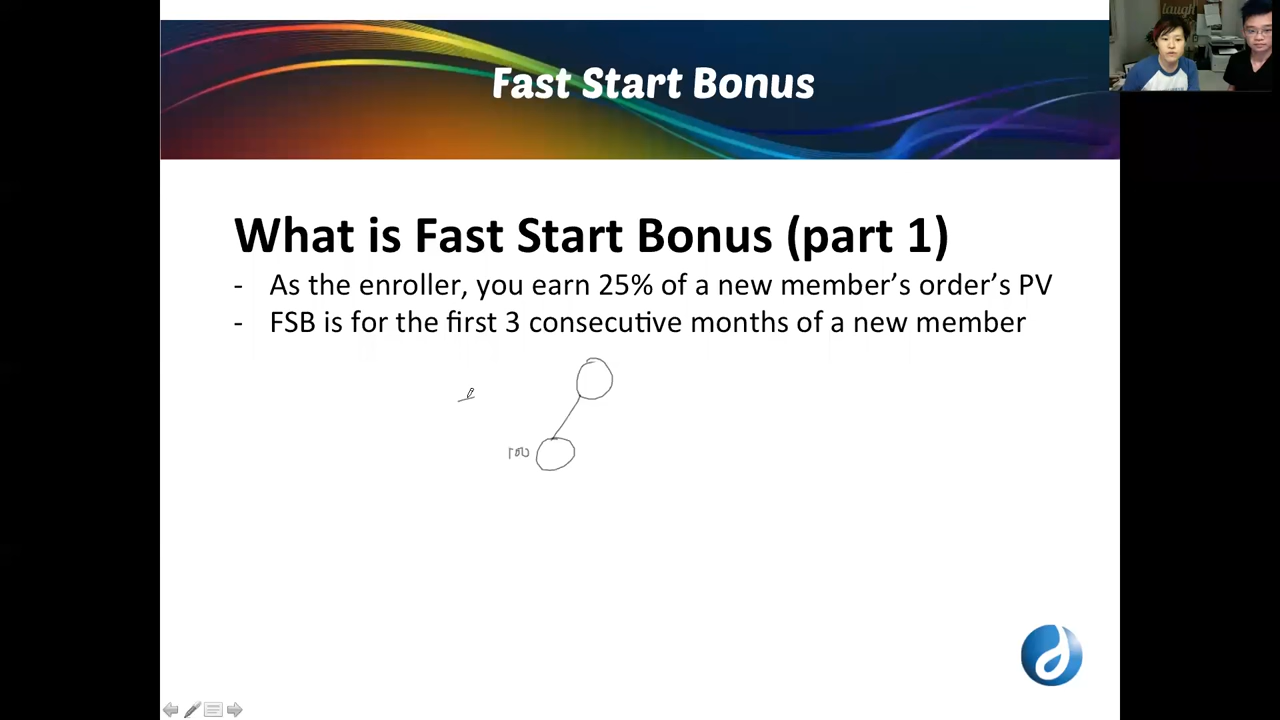 laugh
Fast Start Bonus
What is Fast Start Bonus (part 1)
- As the enroller, you earn 25% of a new member’s order’s PV
- FSB is for the first 3 consecutive months of a new member
100